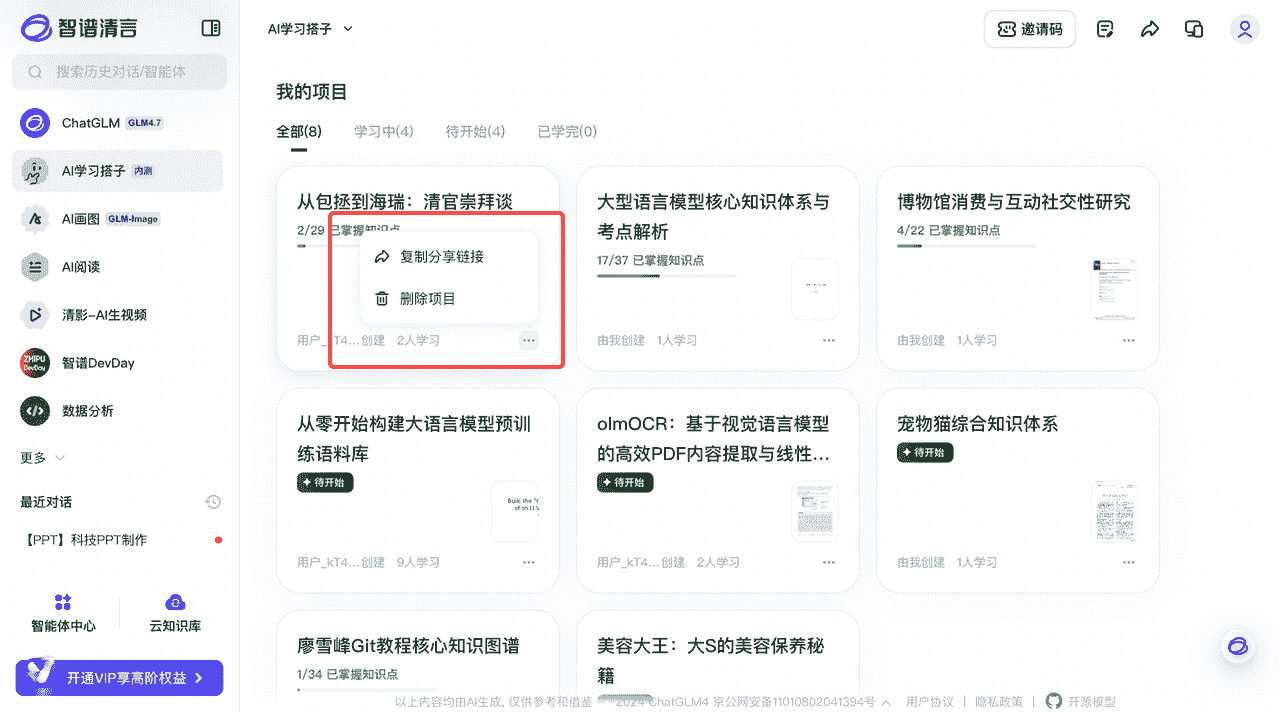 智谱清言
AI学习搭子
邀请码
搜索历史对话/智能体
ChatGLM GLM4.7
AI学习搭子 内测
AI画图 GLM-Image
AI阅读
清影-AI生视频
ZHIPU DevDay 智谱DevDay
数据分析
更多
最近对话
【PPT】科技PPT制作
智能体中心 云知识库
开通VIP享高阶权益
我的项目
全部(8) 学习中(4) 待开始(4) 已学完(0)
从包拯到海瑞：清官崇拜谈
2/29 已掌握知识点
复制分享链接
删除项目
用户_kT4...创建 2人学习
大型语言模型核心知识体系与
考点解析
17/37 已掌握知识点
由我创建 1人学习
博物馆消费与互动社交性研究
4/22 已掌握知识点
由我创建 1人学习
从零开始构建大语言模型预训
练语料库
待开始
用户_kT4...创建 9人学习
olmOCR：基于视觉语言模型
的高效PDF内容提取与线性...
待开始
用户_kT4...创建 2人学习
宠物猫综合知识体系
待开始
由我创建 1人学习
廖雪峰Git教程核心知识图谱
1/34 已掌握知识点
美容大王：大S的美容保养秘
籍
以上内容均由AI生成, 仅供参考和借鉴 2024 ChatGLM4 京公网安备11010802041394号 用户协议 | 隐私政策 | 开源模型